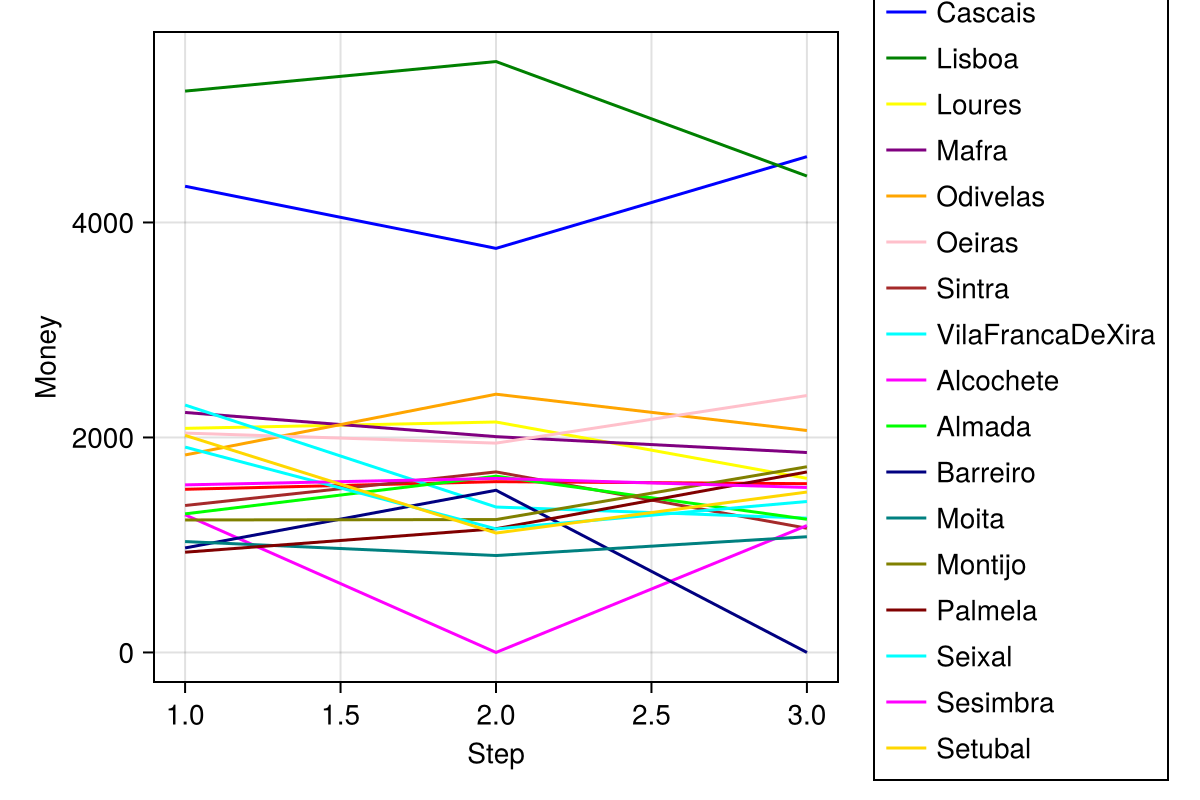 Cascais
Lisboa
Loures
Mafra
Odivelas
Oeiras
Sintra
VilaFrancaDeXira
Alcochete
Almada
Barreiro
Moita
Montijo
Palmela
Seixal
Sesimbra
Setubal
Money
4000
2000
0
1.0 1.5 2.0 2.5 3.0
Step